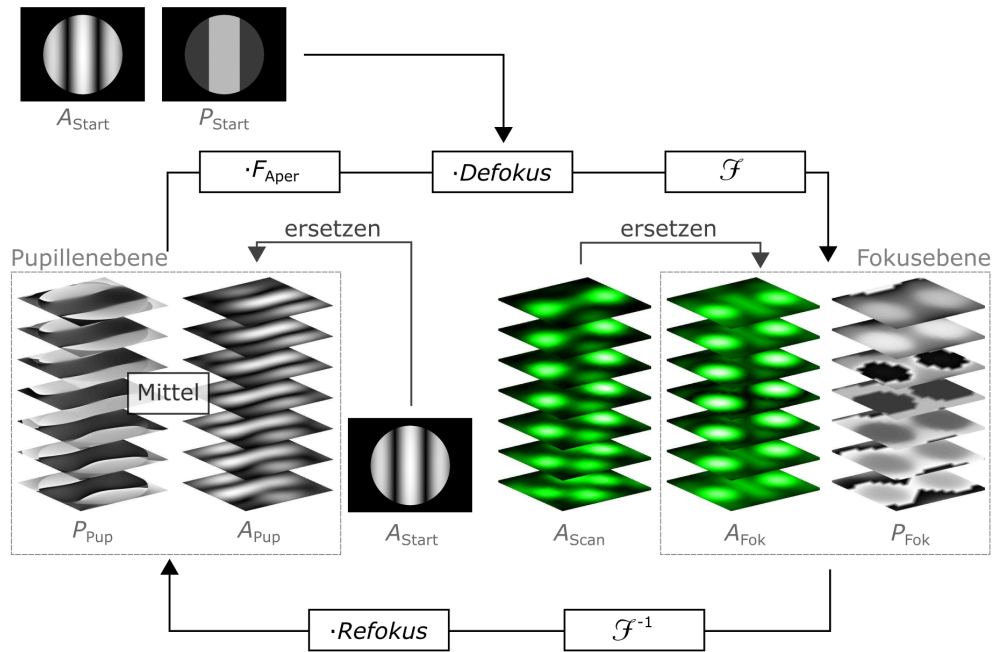 A_Start
P_Start
·F_Aper
·Defokus
ℱ
ersetzen
ersetzen
Pupillenebene
Fokusebene
Mittel
P_Pup
A_Pup
A_Start
A_Scan
A_Fok
P_Fok
·Refokus
ℱ^-1